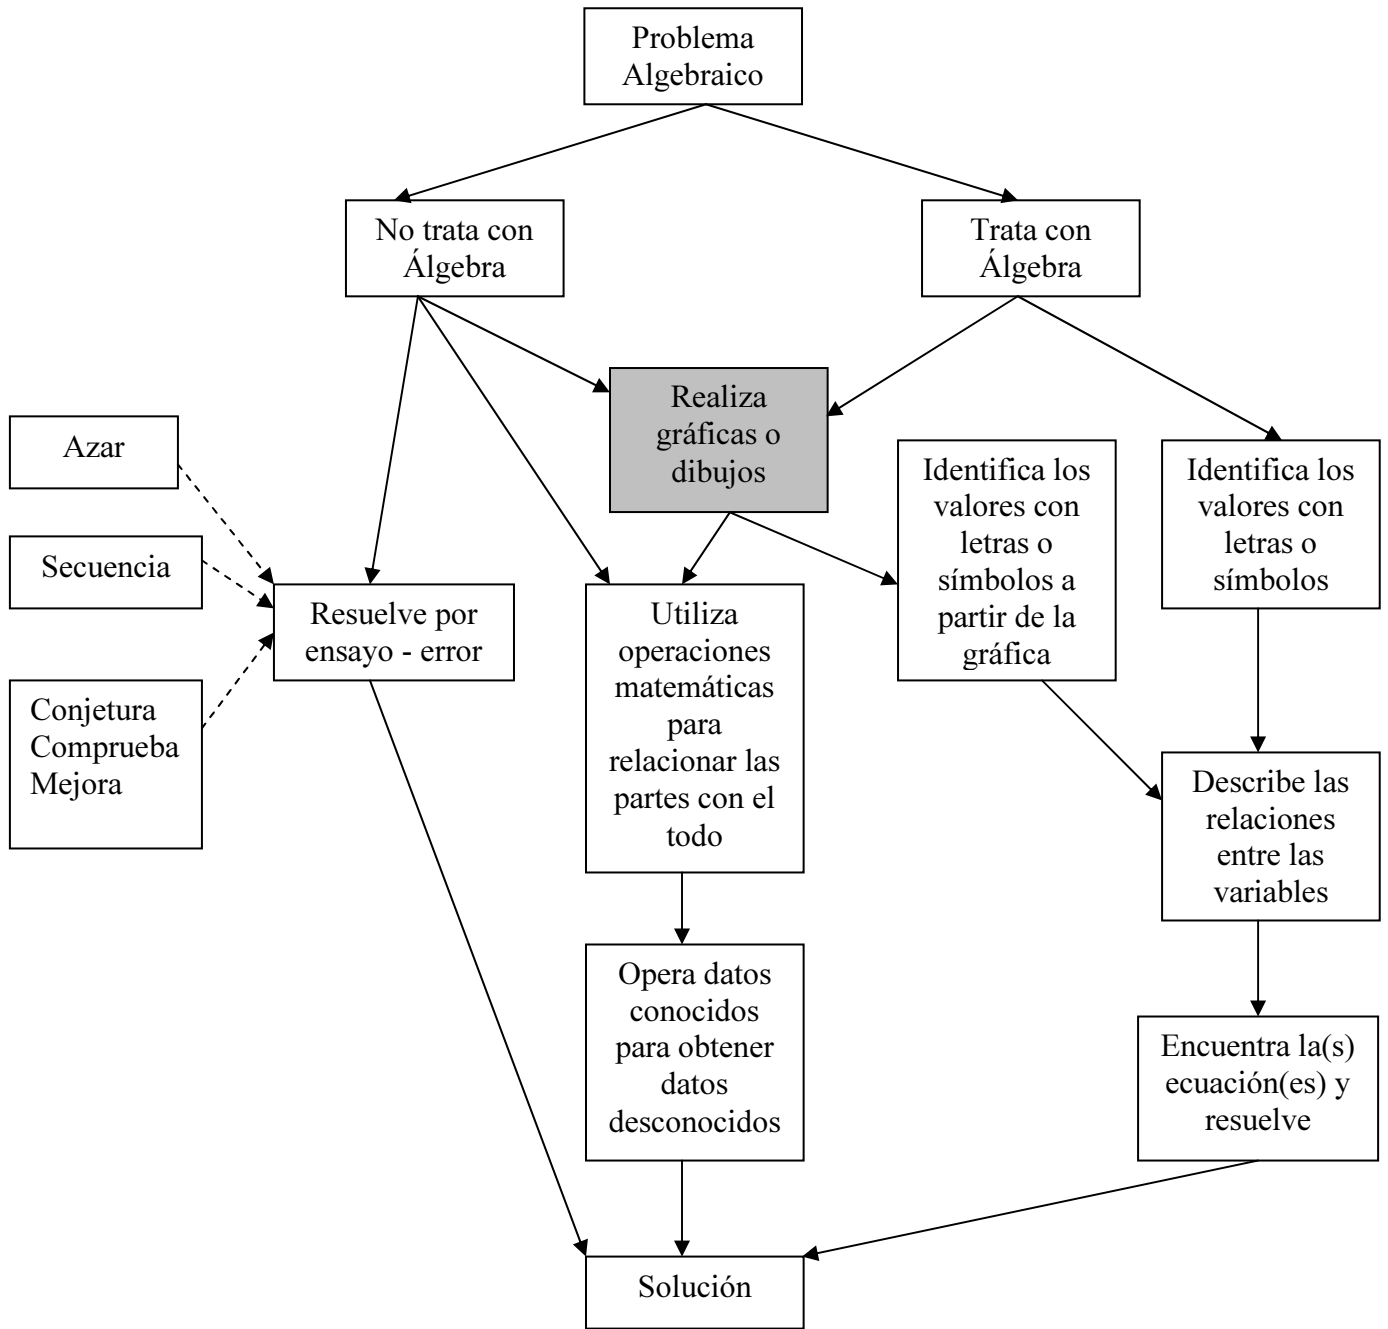 Problema
Algebraico
No trata con
Álgebra
Trata con
Álgebra
Realiza
gráficas o
dibujos
Azar
Secuencia
Conjetura
Comprueba
Mejora
Resuelve por
ensayo - error
Utiliza
operaciones
matemáticas
para
relacionar las
partes con el
todo
Identifica los
valores con
letras o
símbolos a
partir de la
gráfica
Identifica los
valores con
letras o
símbolos
Describe las
relaciones
entre las
variables
Opera datos
conocidos
para obtener
datos
desconocidos
Encuentra la(s)
ecuación(es) y
resuelve
Solución